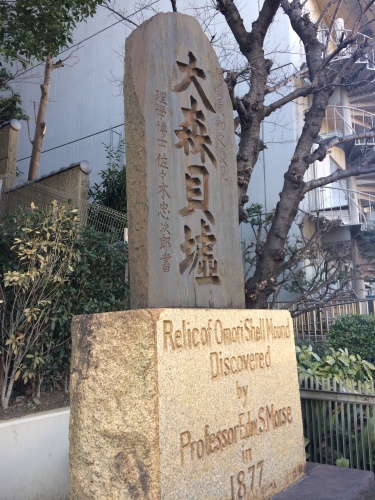 大森貝墟
理學博士 佐々木忠次郎書
Relic of Omori Shell Mound
Discovered
by
Professor Edw. S. Morse
in
1877